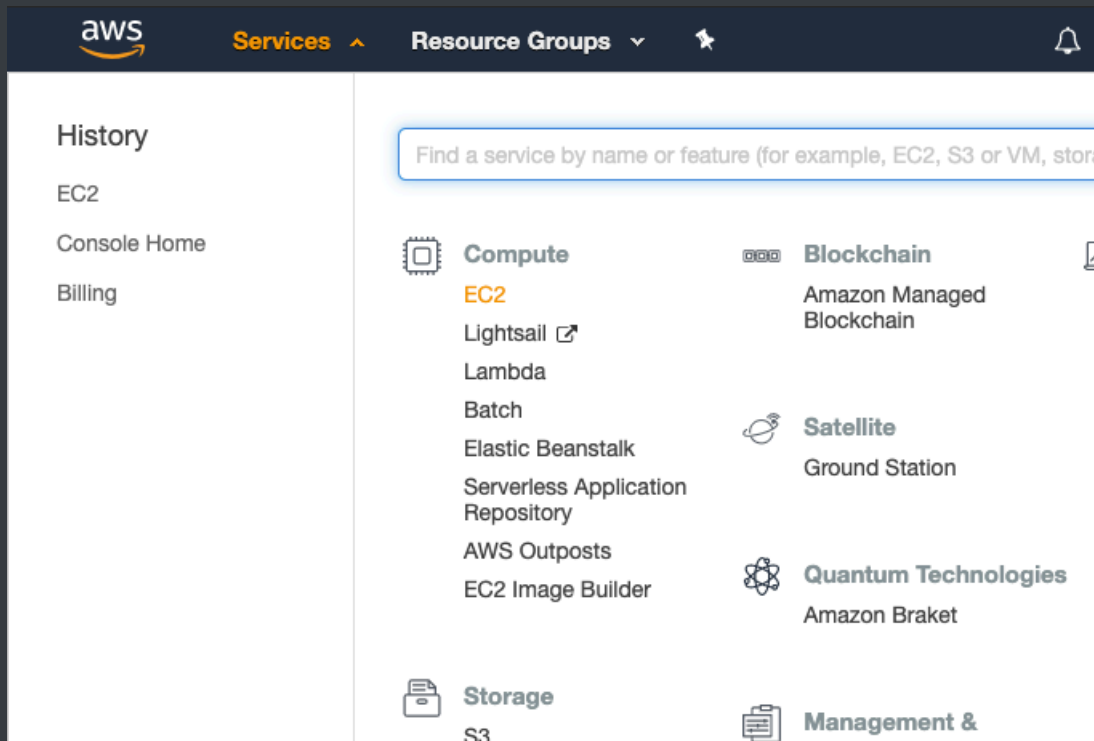 aws
Services
Resource Groups
History
EC2
Console Home
Billing
Find a service by name or feature (for example, EC2, S3 or VM, stor
Compute
EC2
Lightsail
Lambda
Batch
Elastic Beanstalk
Serverless Application
Repository
AWS Outposts
EC2 Image Builder
Storage
S3
Blockchain
Amazon Managed
Blockchain
Satellite
Ground Station
Quantum Technologies
Amazon Braket
Management &